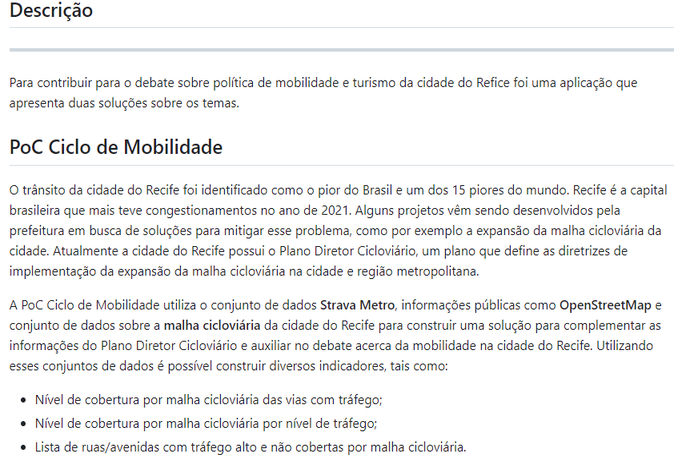 Descrição
Para contribuir para o debate sobre política de mobilidade e turismo da cidade do Refice foi uma aplicação que
apresenta duas soluções sobre os temas.
PoC Ciclo de Mobilidade
O trânsito da cidade do Recife foi identificado como o pior do Brasil e um dos 15 piores do mundo. Recife é a capital
brasileira que mais teve congestionamentos no ano de 2021. Alguns projetos vêm sendo desenvolvidos pela
prefeitura em busca de soluções para mitigar esse problema, como por exemplo a expansão da malha cicloviária da
cidade. Atualmente a cidade do Recife possui o Plano Diretor Cicloviário, um plano que define as diretrizes de
implementação da expansão da malha cicloviária na cidade e região metropolitana.
A PoC Ciclo de Mobilidade utiliza o conjunto de dados Strava Metro, informações públicas como OpenStreetMap e
conjunto de dados sobre a malha cicloviária da cidade do Recife para construir uma solução para complementar as
informações do Plano Diretor Cicloviário e auxiliar no debate acerca da mobilidade na cidade do Recife. Utilizando
esses conjuntos de dados é possível construir diversos indicadores, tais como:
• Nível de cobertura por malha cicloviária das vias com tráfego;
• Nível de cobertura por malha cicloviária por nível de tráfego;
• Lista de ruas/avenidas com tráfego alto e não cobertas por malha cicloviária.